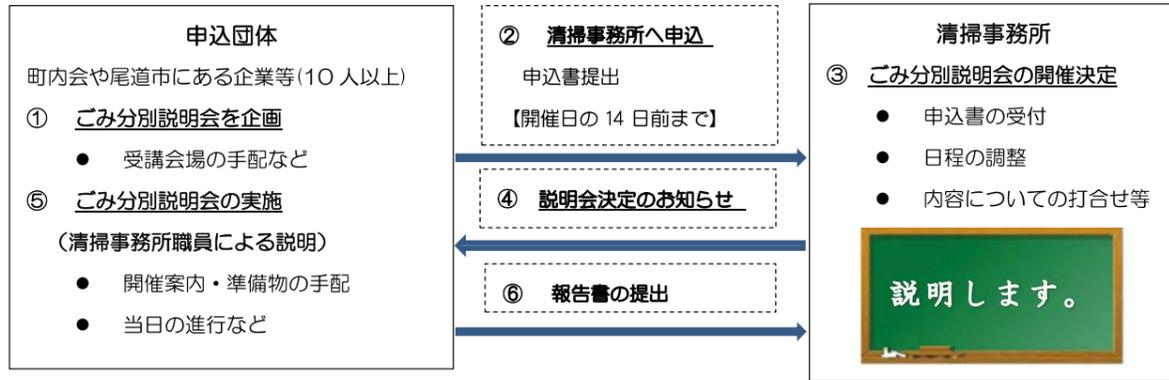 申込団体
町内会や尾道市にある企業等(10 人以上)
① ごみ分別説明会を企画
● 受講会場の手配など
⑤ ごみ分別説明会の実施
（清掃事務所職員による説明）
● 開催案内・準備物の手配
● 当日の進行など
② 清掃事務所へ申込
申込書提出
【開催日の 14 日前まで】
④ 説明会決定のお知らせ
⑥ 報告書の提出
清掃事務所
③ ごみ分別説明会の開催決定
● 申込書の受付
● 日程の調整
● 内容についての打合せ等
説明します。